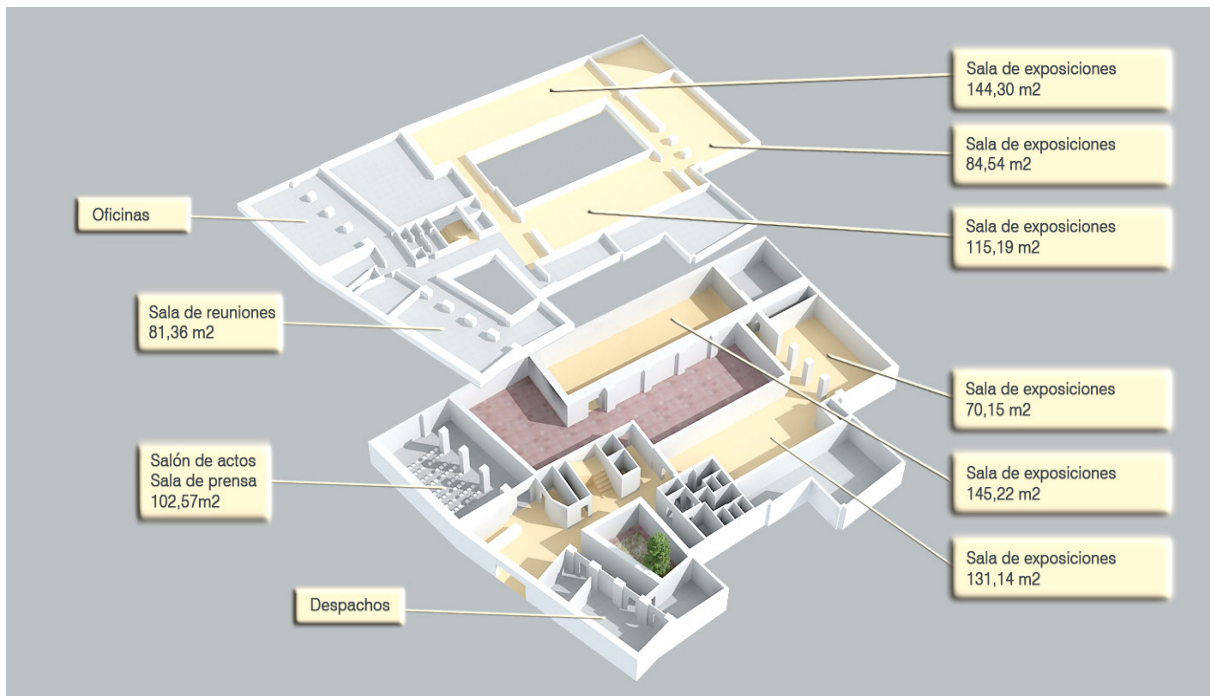 Sala de exposiciones
144,30 m2
Sala de exposiciones
84,54 m2
Oficinas
Sala de exposiciones
115,19 m2
Sala de reuniones
81,36 m2
Sala de exposiciones
70,15 m2
Salón de actos
Sala de prensa
102,57m2
Sala de exposiciones
145,22 m2
Sala de exposiciones
131,14 m2
Despachos